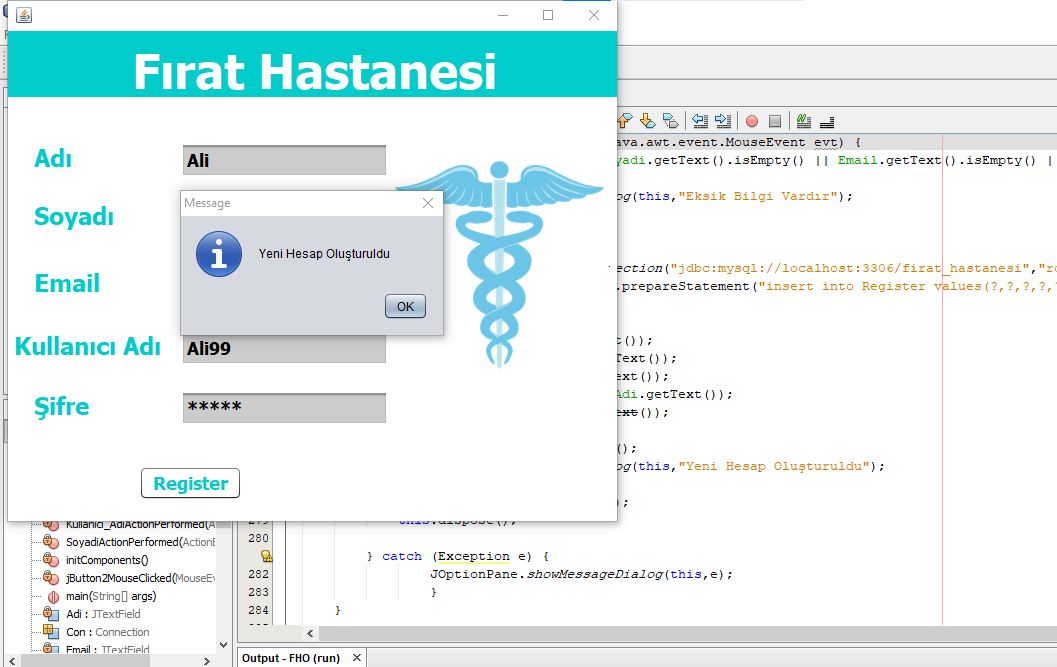 Fırat Hastanesi
Adı
Ali
Soyadı
Email
Kullanıcı Adı
Ali99
Şifre
*****
Register
Message
Yeni Hesap Oluşturuldu
OK
ava.awt.event.MouseEvent evt) {
yadi.getText().isEmpty() || Email.getText().isEmpty() |
og(this,"Eksik Bilgi Vardır");
ection("jdbc:mysql://localhost:3306/firat_hastanesi","ro
.prepareStatement("insert into Register values(?,?,?,?,?
t());
Text());
ext());
Adi.getText());
ext());
();
og(this,"Yeni Hesap Oluşturuldu");
);
279 this.dispose();
280
} catch (Exception e) {
282 JOptionPane.showMessageDialog(this,e);
283 }
284 }
Kullanici_AdiActionPerformed(A
SoyadiActionPerformed(ActionE
initComponents()
jButton2MouseClicked(MouseEv
main(String[] args)
Adi : JTextField
Con : Connection
Email : JTextField
Output - FHO (run)